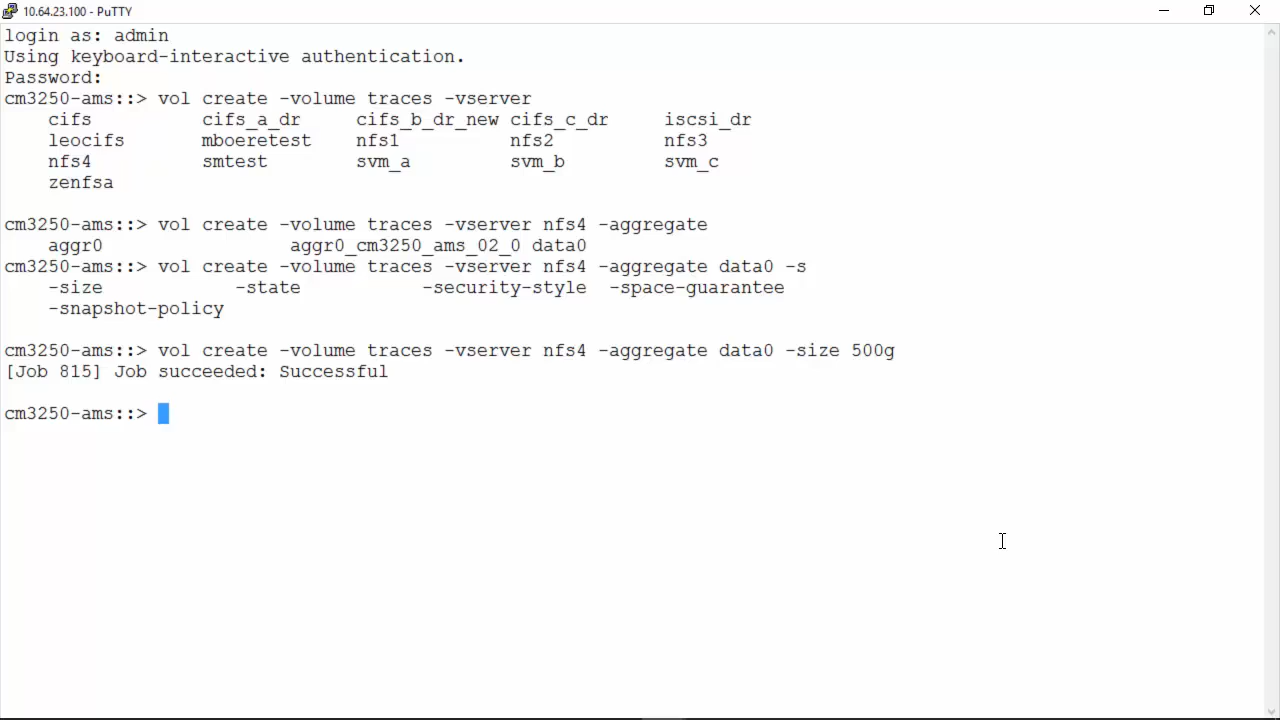 10.64.23.100 - PuTTY
login as: admin
Using keyboard-interactive authentication.
Password:
cm3250-ams::> vol create -volume traces -vserver
cifs cifs_a_dr cifs_b_dr_new cifs_c_dr iscsi_dr
leocifs mboeretest nfs1 nfs2 nfs3
nfs4 smtest svm_a svm_b svm_c
zenfsa
cm3250-ams::> vol create -volume traces -vserver nfs4 -aggregate
aggr0 aggr0_cm3250_ams_02_0 data0
cm3250-ams::> vol create -volume traces -vserver nfs4 -aggregate data0 -s
-size -state -security-style -space-guarantee
-snapshot-policy
cm3250-ams::> vol create -volume traces -vserver nfs4 -aggregate data0 -size 500g
[Job 815] Job succeeded: Successful
cm3250-ams::>